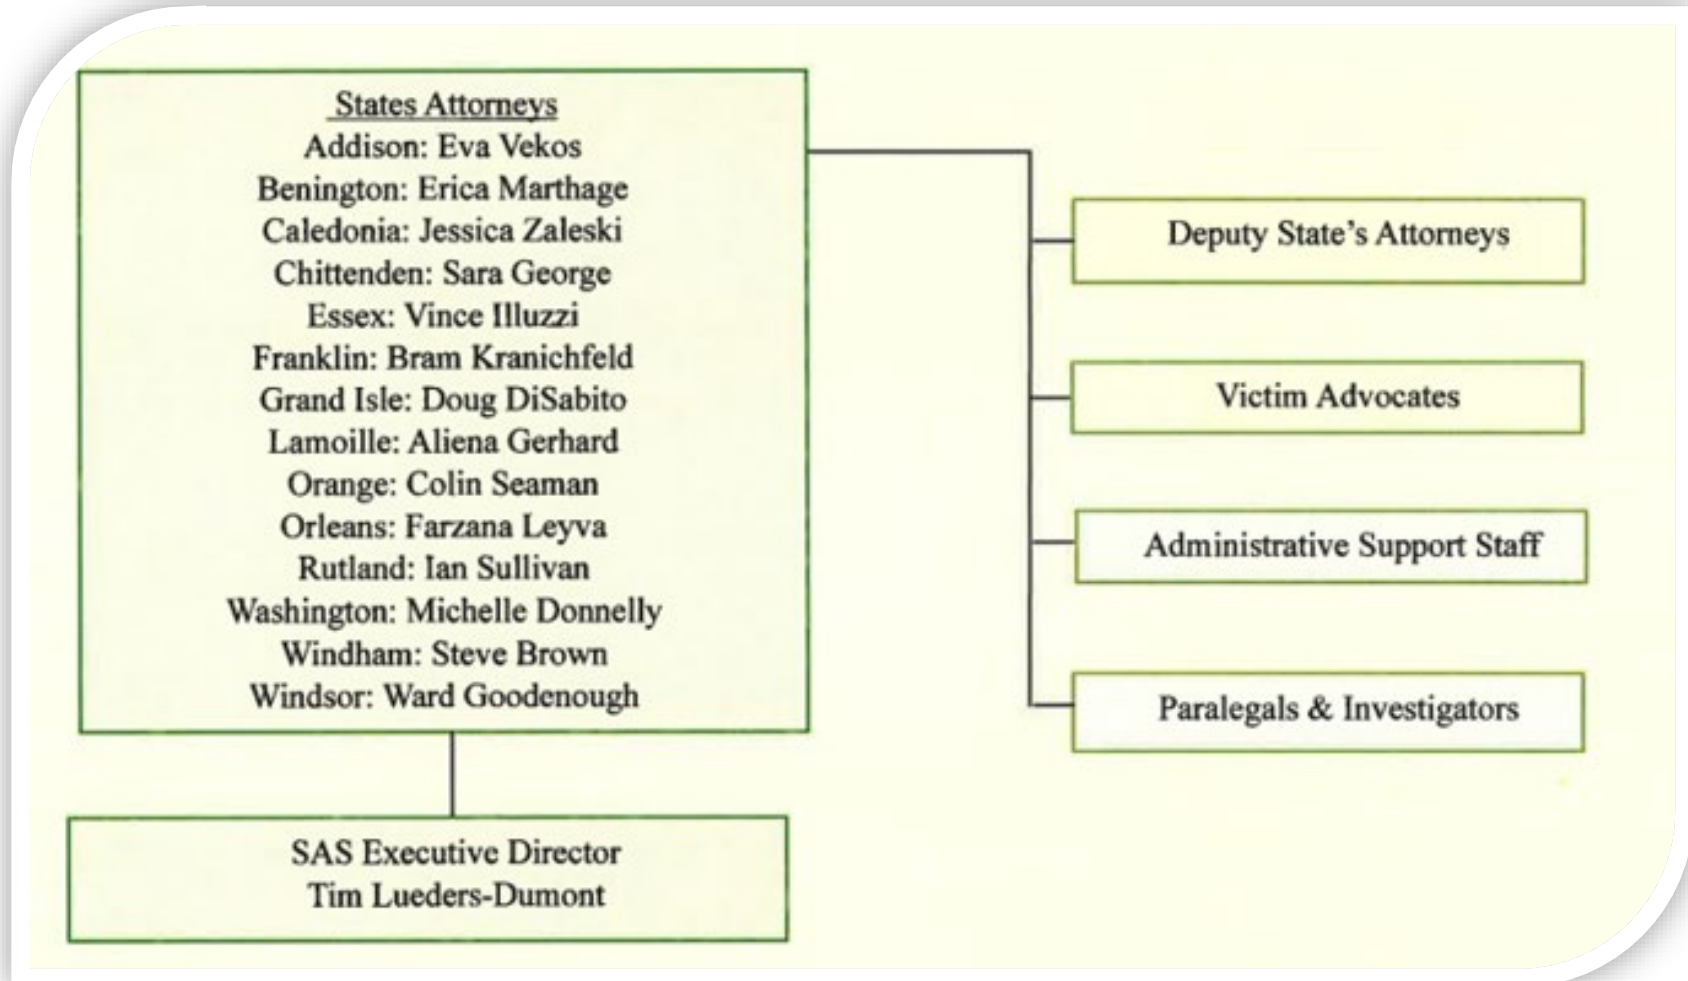 States Attorneys
Addison: Eva Vekos
Benington: Erica Marthage
Caledonia: Jessica Zaleski
Chittenden: Sara George
Essex: Vince Illuzzi
Franklin: Bram Kranichfeld
Grand Isle: Doug DiSabito
Lamoille: Aliena Gerhard
Orange: Colin Seaman
Orleans: Farzana Leyva
Rutland: Ian Sullivan
Washington: Michelle Donnelly
Windham: Steve Brown
Windsor: Ward Goodenough
SAS Executive Director
Tim Lueders-Dumont
Deputy State's Attorneys
Victim Advocates
Administrative Support Staff
Paralegals & Investigators